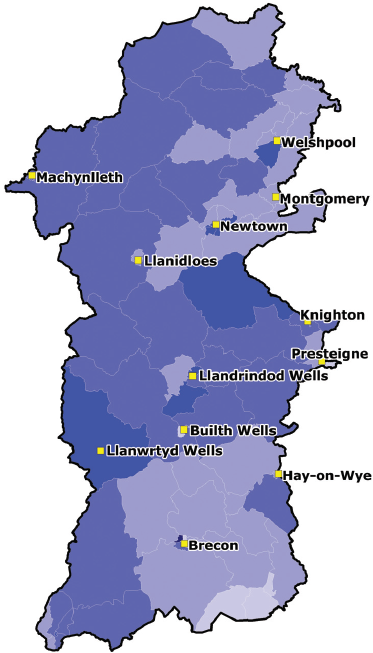 Welshpool
Machynlleth
Montgomery
Newtown
Llanidloes
Knighton
Presteigne
Llandrindod Wells
Builth Wells
Llanwrtyd Wells
Hay-on-Wye
Brecon